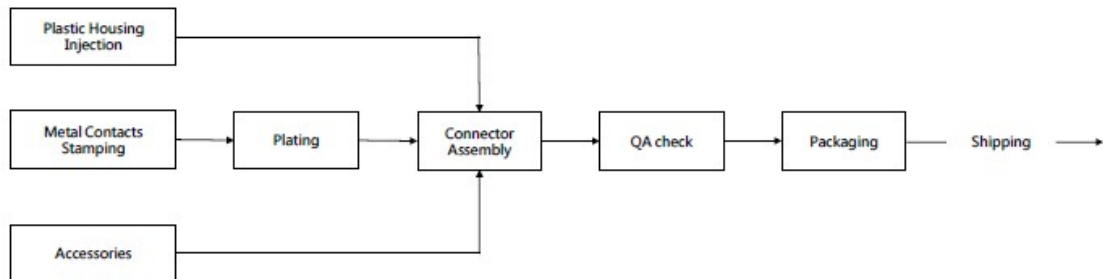 Plastic Housing
Injection
Metal Contacts
Stamping
Plating
Connector
Assembly
QA check
Packaging
Shipping
Accessories